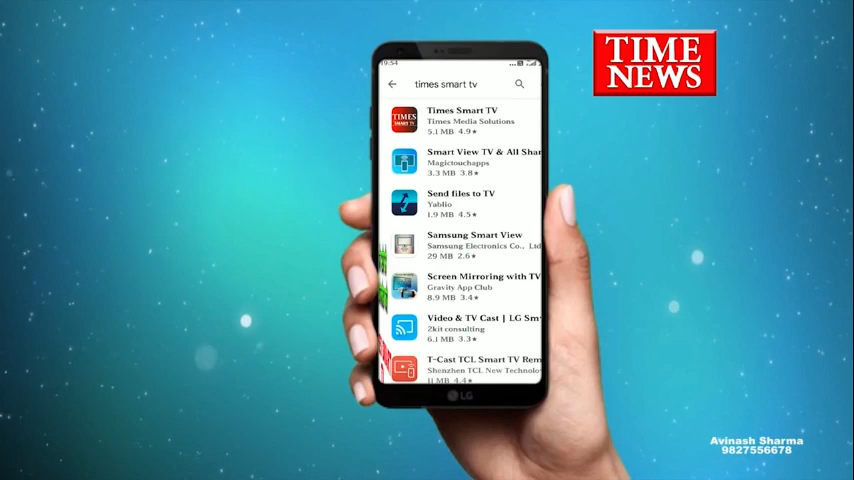 TIME
NEWS
19:54
times smart tv
TIMES
SMART TV
Times Smart TV
Times Media Solutions
5.1 MB 4.9★
Smart View TV & All Shar
Magictouchapps
3.3 MB 3.8★
Send files to TV
Yablio
1.9 MB 4.5★
Samsung Smart View
Samsung Electronics Co., Ltd
29 MB 2.6★
Screen Mirroring with TV
Gravity App Club
8.9 MB 3.4★
Video & TV Cast | LG Sm
2kit consulting
6.1 MB 3.3★
T-Cast TCL Smart TV Rem
Shenzhen TCL New Technolo
11 MB 4.4★
LG
Avinash Sharma
9827556678